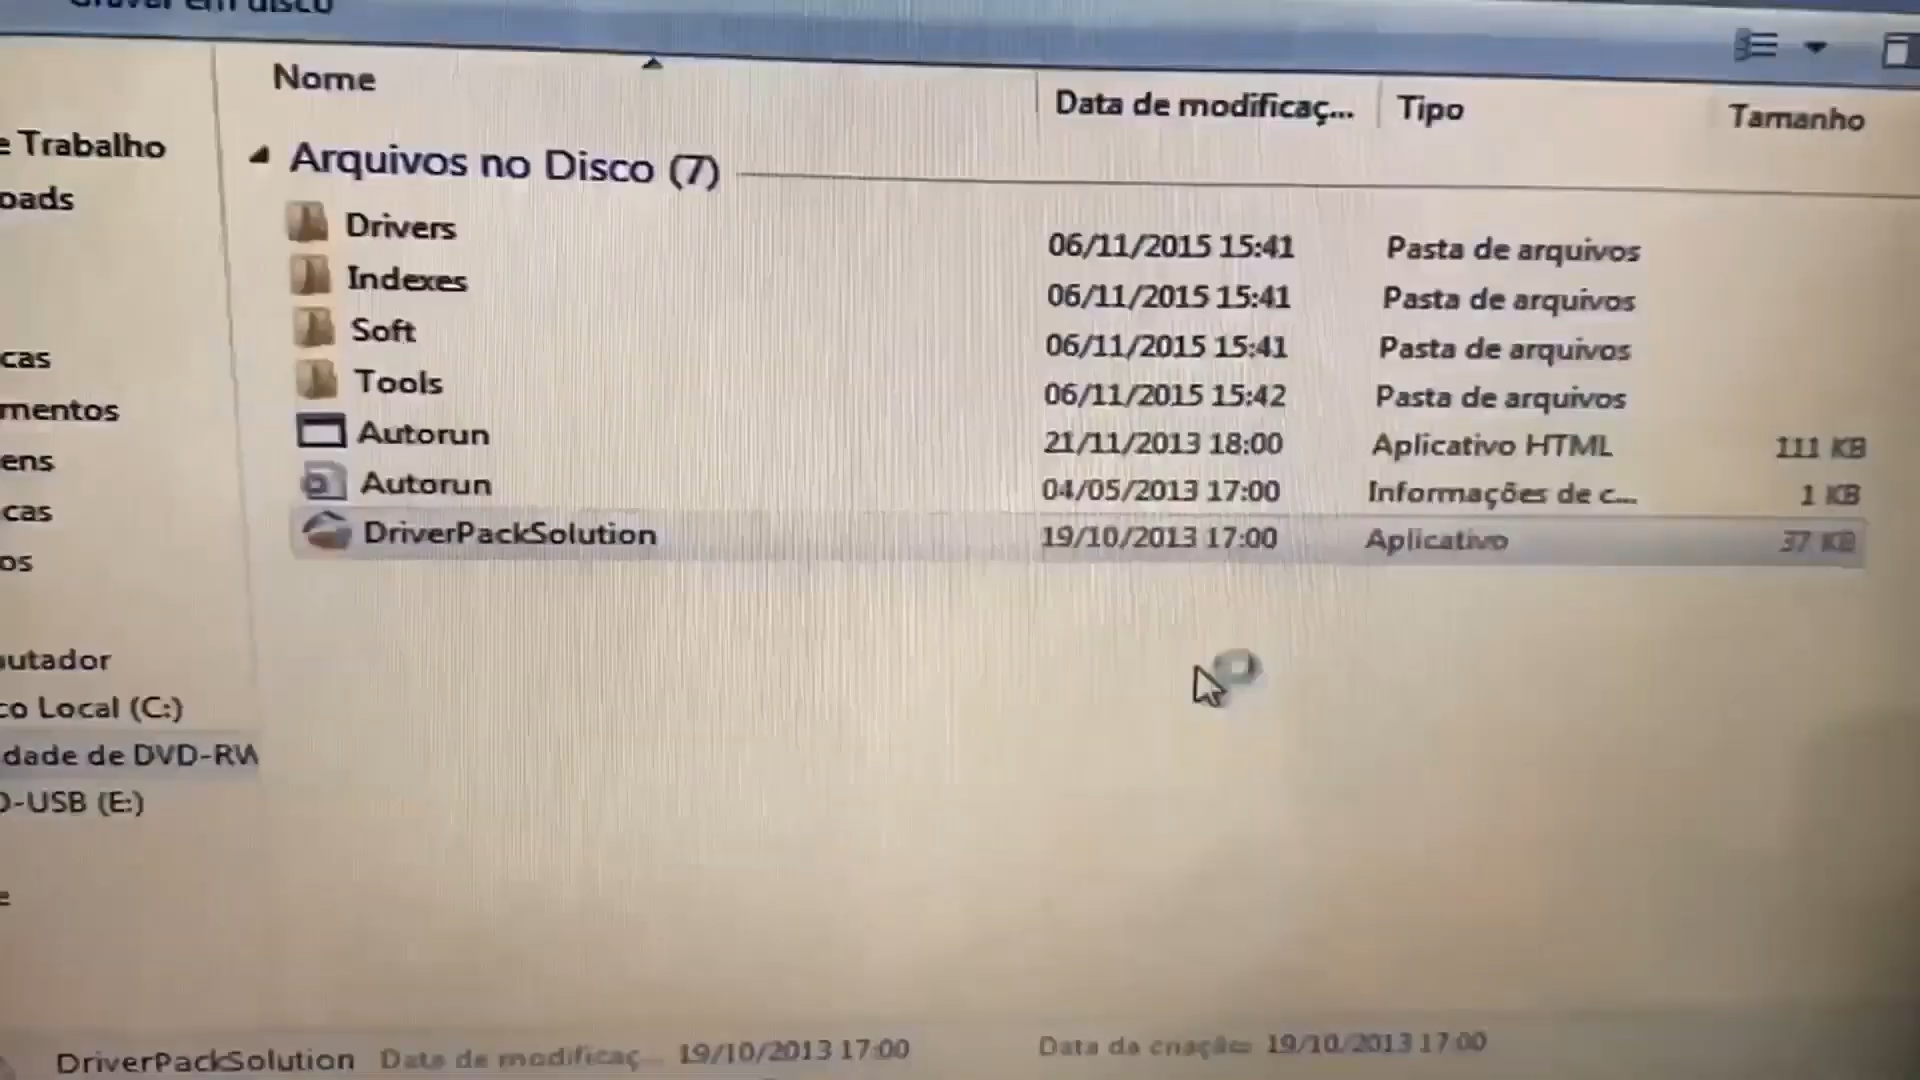 Gravar em disco
Nome
Data de modificaç...
Tipo
Tamanho
e Trabalho
oads
cas
mentos
ens
cas
os
utador
co Local (C:)
dade de DVD-RW
D-USB (E:)
e
Arquivos no Disco (7)
Drivers 06/11/2015 15:41 Pasta de arquivos
Indexes 06/11/2015 15:41 Pasta de arquivos
Soft 06/11/2015 15:41 Pasta de arquivos
Tools 06/11/2015 15:42 Pasta de arquivos
Autorun 21/11/2013 18:00 Aplicativo HTML 111 KB
Autorun 04/05/2013 17:00 Informações de c... 1 KB
DriverPackSolution 19/10/2013 17:00 Aplicativo 37 KB
DriverPackSolution Data de modificaç... 19/10/2013 17:00 Data da criação: 19/10/2013 17:00